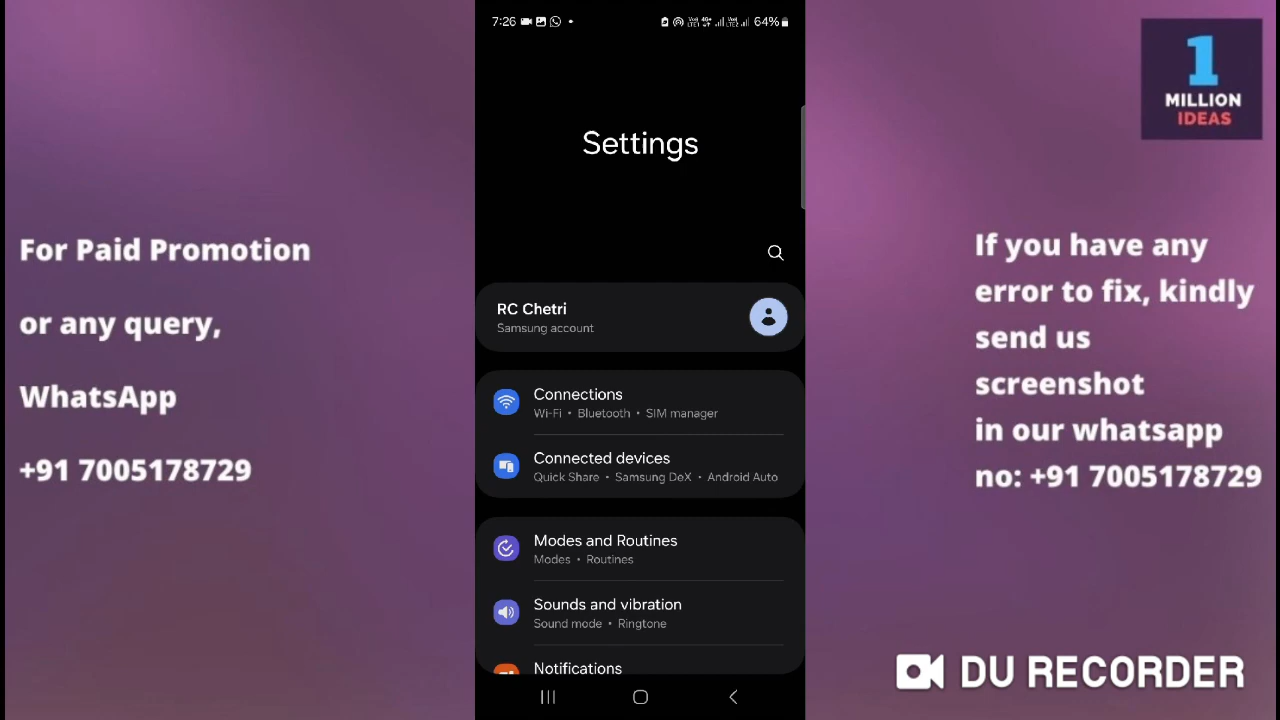 For Paid Promotion
or any query,
WhatsApp
+91 7005178729
7:26
64%
Settings
RC Chetri
Samsung account
Connections
Wi-Fi • Bluetooth • SIM manager
Connected devices
Quick Share • Samsung DeX • Android Auto
Modes and Routines
Modes • Routines
Sounds and vibration
Sound mode • Ringtone
Notifications
1
MILLION
IDEAS
If you have any
error to fix, kindly
send us
screenshot
in our whatsapp
no: +91 7005178729
DU RECORDER